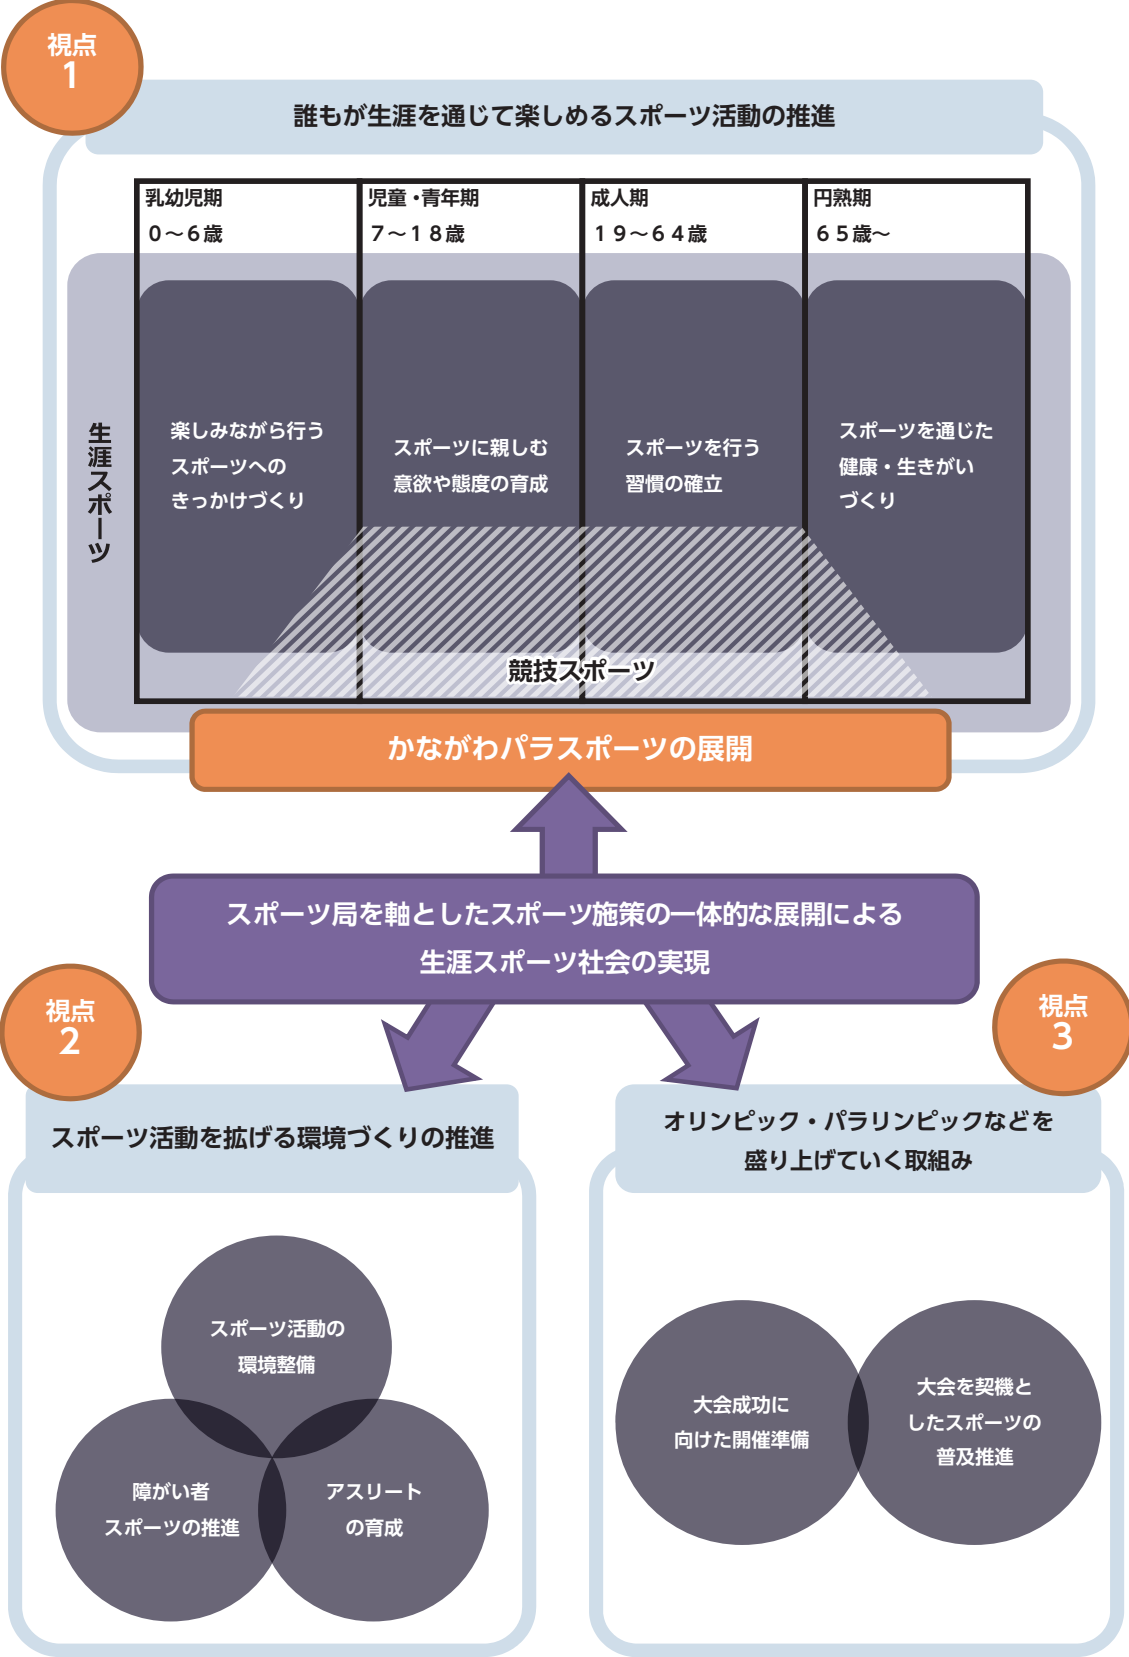 視点
1
誰もが生涯を通じて楽しめるスポーツ活動の推進
乳幼児期
0～6歳
児童・青年期
7～18歳
成人期
19～64歳
円熟期
65歳～
生涯スポーツ
楽しみながら行う
スポーツへの
きっかけづくり
スポーツに親しむ
意欲や態度の育成
スポーツを行う
習慣の確立
スポーツを通じた
健康・生きがい
づくり
競技スポーツ
かながわパラスポーツの展開
スポーツ局を軸としたスポーツ施策の一体的な展開による
生涯スポーツ社会の実現
視点
2
スポーツ活動を拡げる環境づくりの推進
スポーツ活動の
環境整備
障がい者
スポーツの推進
アスリート
の育成
視点
3
オリンピック・パラリンピックなどを
盛り上げていく取組み
大会成功に
向けた開催準備
大会を契機と
したスポーツの
普及推進